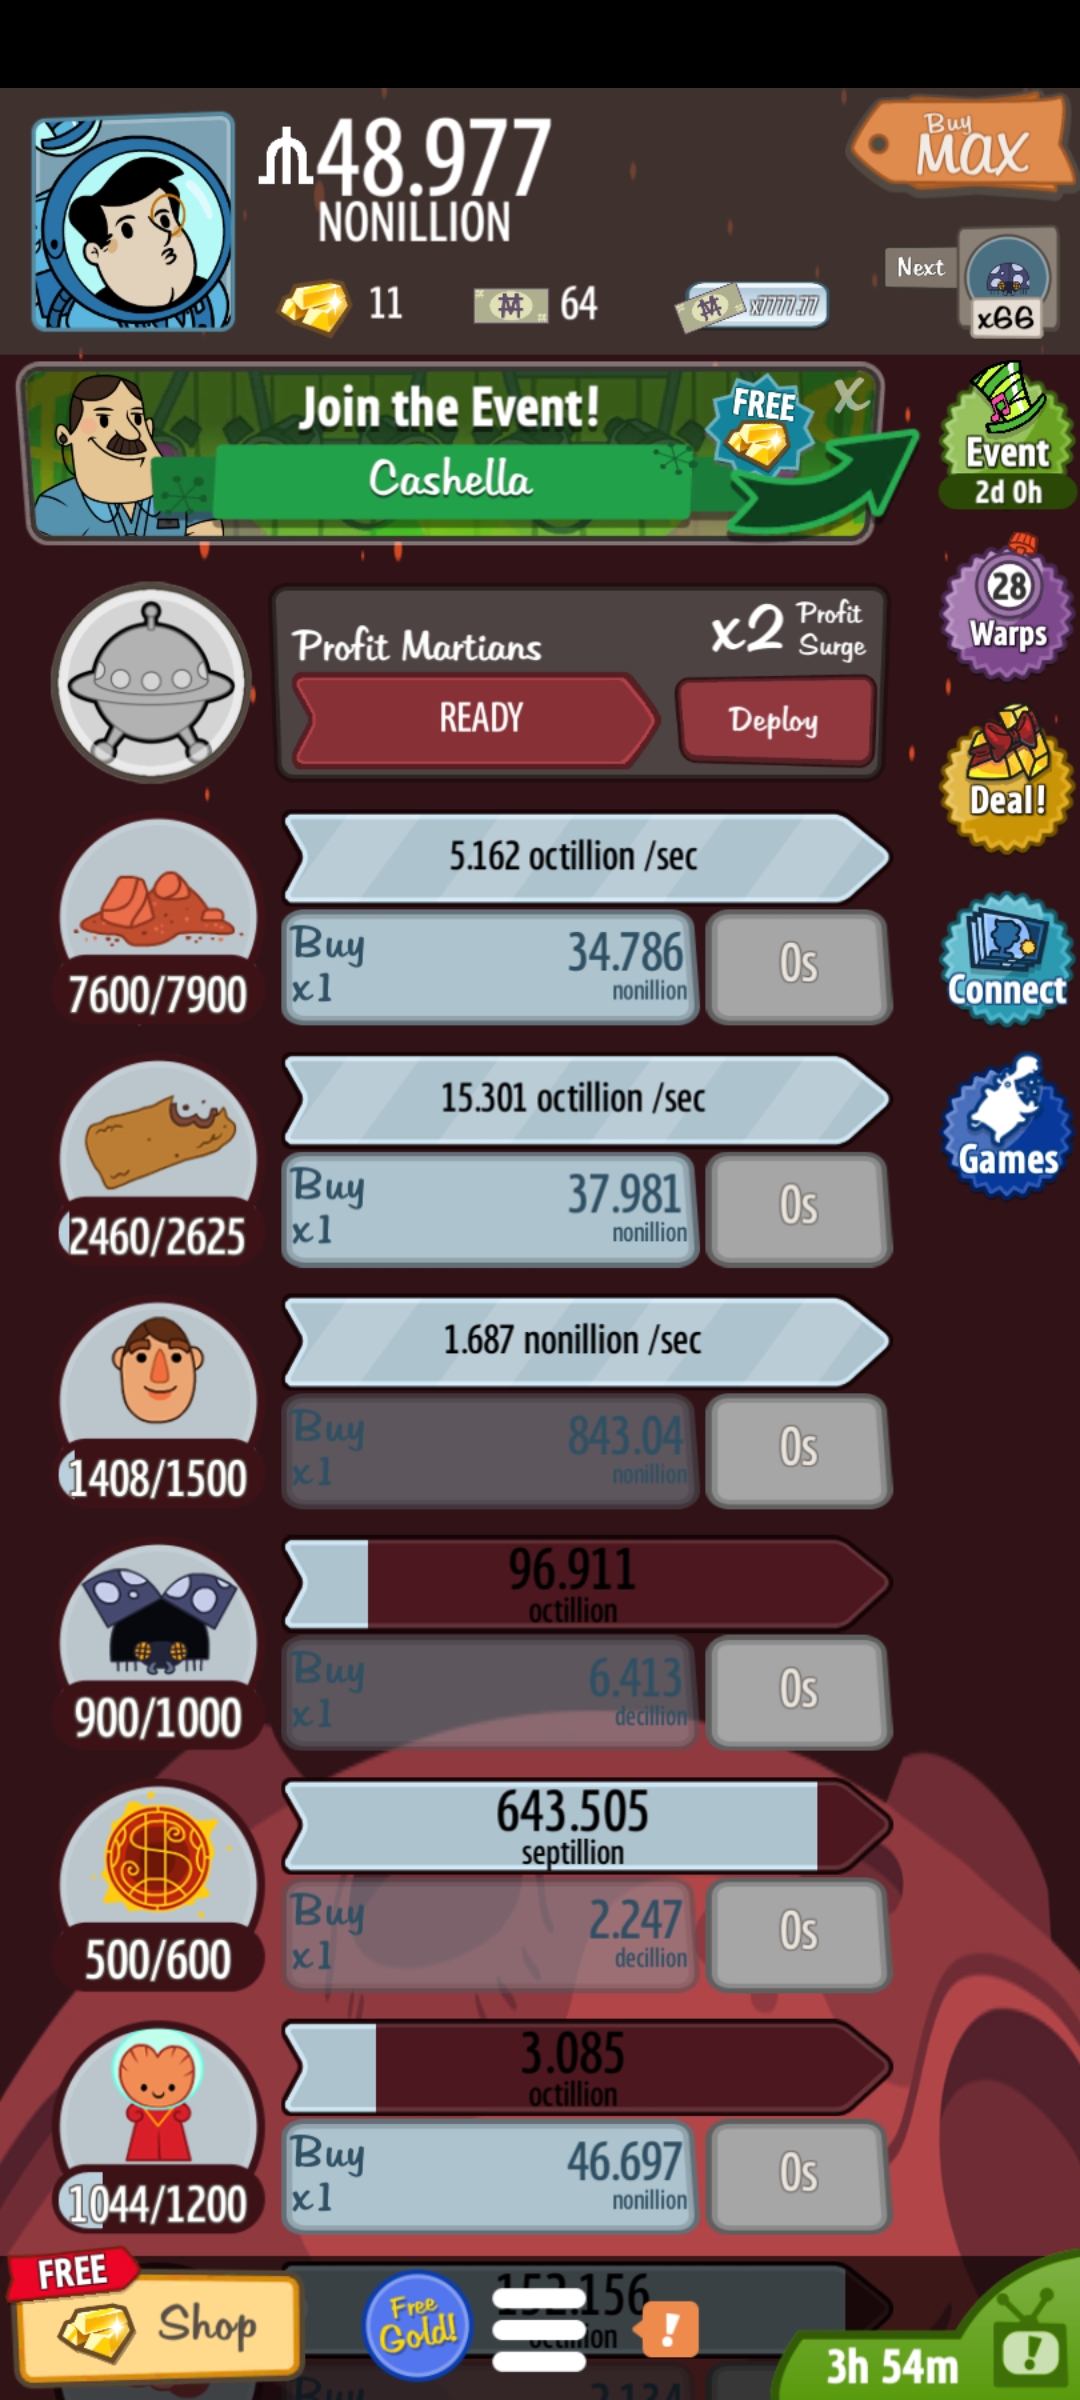 48.977
NONILLION
Buy
MAX
11
64
x7777.77
Next
x66
Join the Event!
FREE
X
Cashella
Event
2d 0h
28
Warps
Profit Martians
x2 Profit
Surge
READY
Deploy
Deal!
5.162 octillion /sec
Buy
x1
34.786
nonillion
0s
7600/7900
Connect
15.301 octillion /sec
Buy
x1
37.981
nonillion
0s
2460/2625
Games
1.687 nonillion /sec
Buy
x1
843.04
nonillion
0s
1408/1500
96.911
octillion
Buy
x1
6.413
decillion
0s
900/1000
643.505
septillion
Buy
x1
2.247
decillion
0s
500/600
3.085
octillion
Buy
x1
46.697
nonillion
0s
1044/1200
FREE
Shop
Free
Gold!
!
3h 54m
!